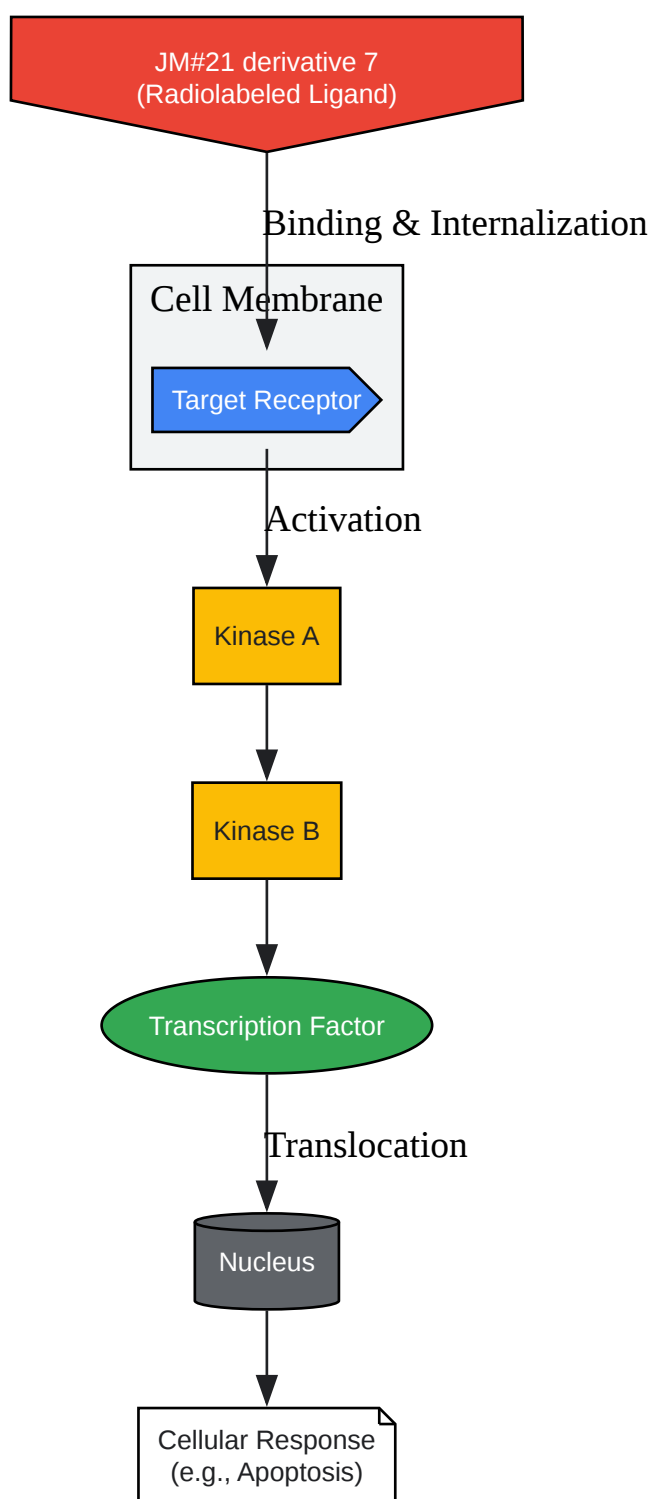 JM#21 derivative 7
(Radiolabeled Ligand)
Binding & Internalization
Cell Membrane
Target Receptor
Activation
Kinase A
Kinase B
Transcription Factor
Translocation
Nucleus
Cellular Response
(e.g., Apoptosis)